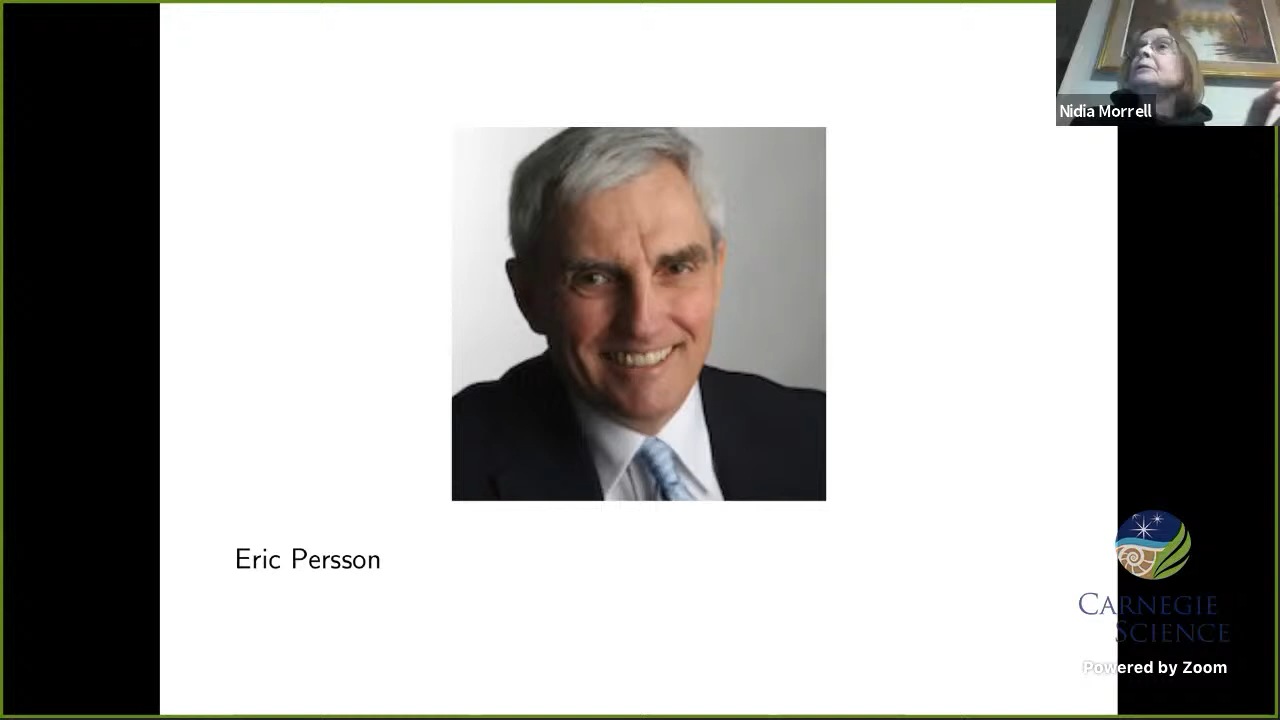 Nidia Morrell
Eric Persson
CARNEGIE
SCIENCE
Powered by Zoom